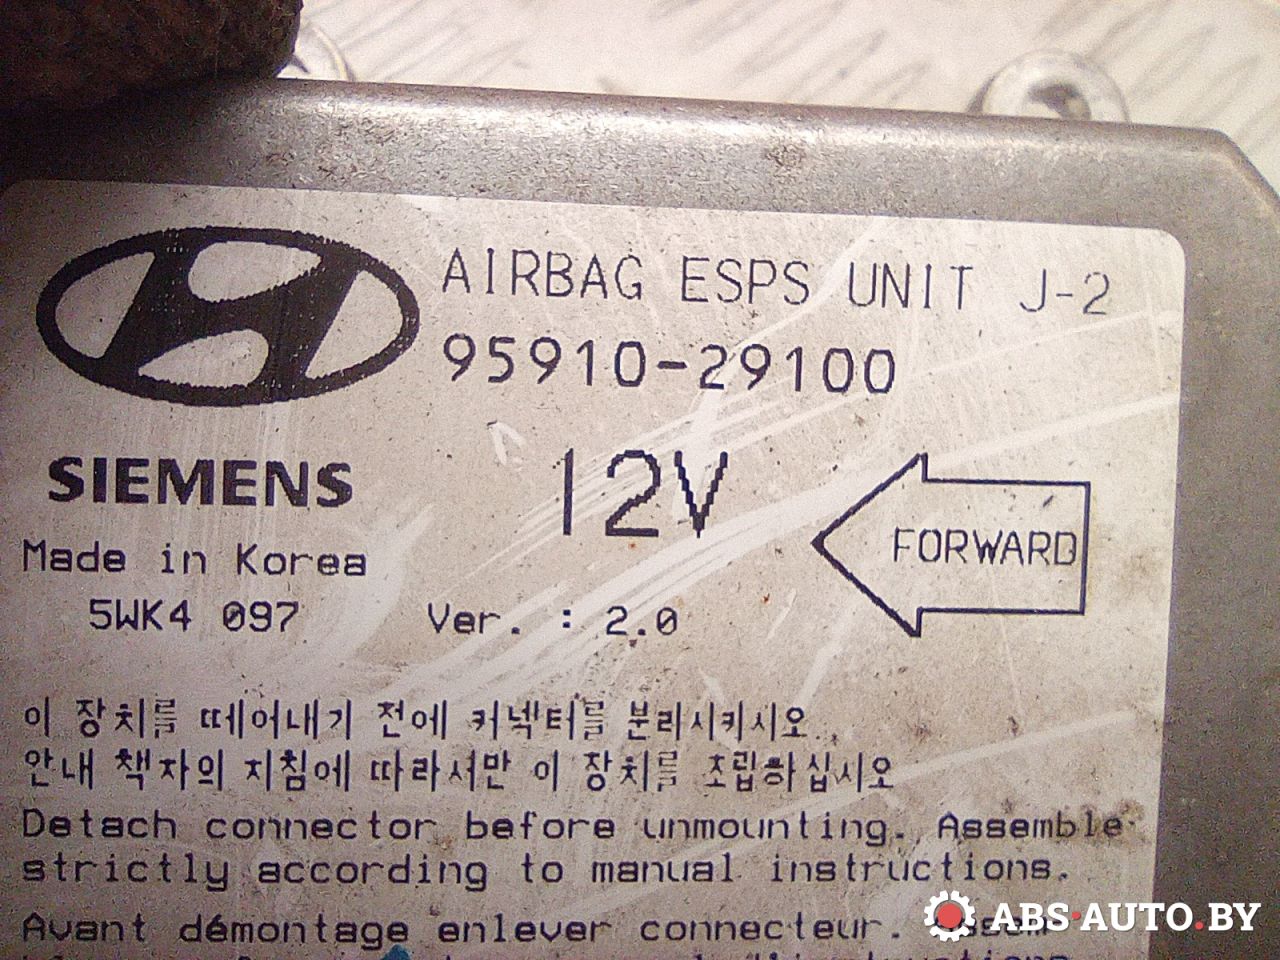 AIRBAG ESPS UNIT J-2
95910-29100
SIEMENS
12V
FORWARD
Made in Korea
5WK4 097 Ver. : 2.0
이 장치를 떼어내기 전에 커넥터를 분리시키시오.
안내 책자의 지침에 따라서만 이 장치를 조립하십시오
Detach connector before unmounting. Assemble
strictly according to manual instructions.
Avant démontage enlever connecteur.
ABS-AUTO.BY